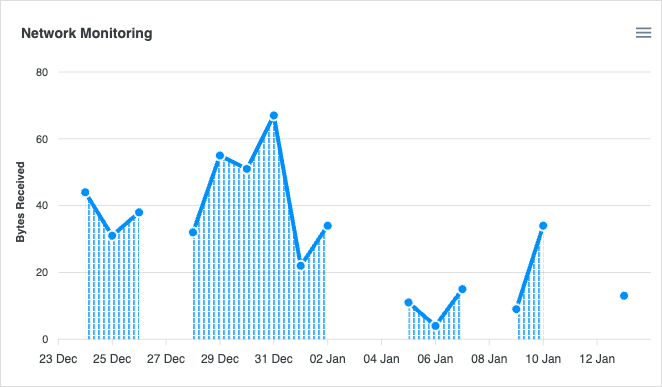 Network Monitoring
80
60
40
20
0
Bytes Received
23 Dec 25 Dec 27 Dec 29 Dec 31 Dec 02 Jan 04 Jan 06 Jan 08 Jan 10 Jan 12 Jan